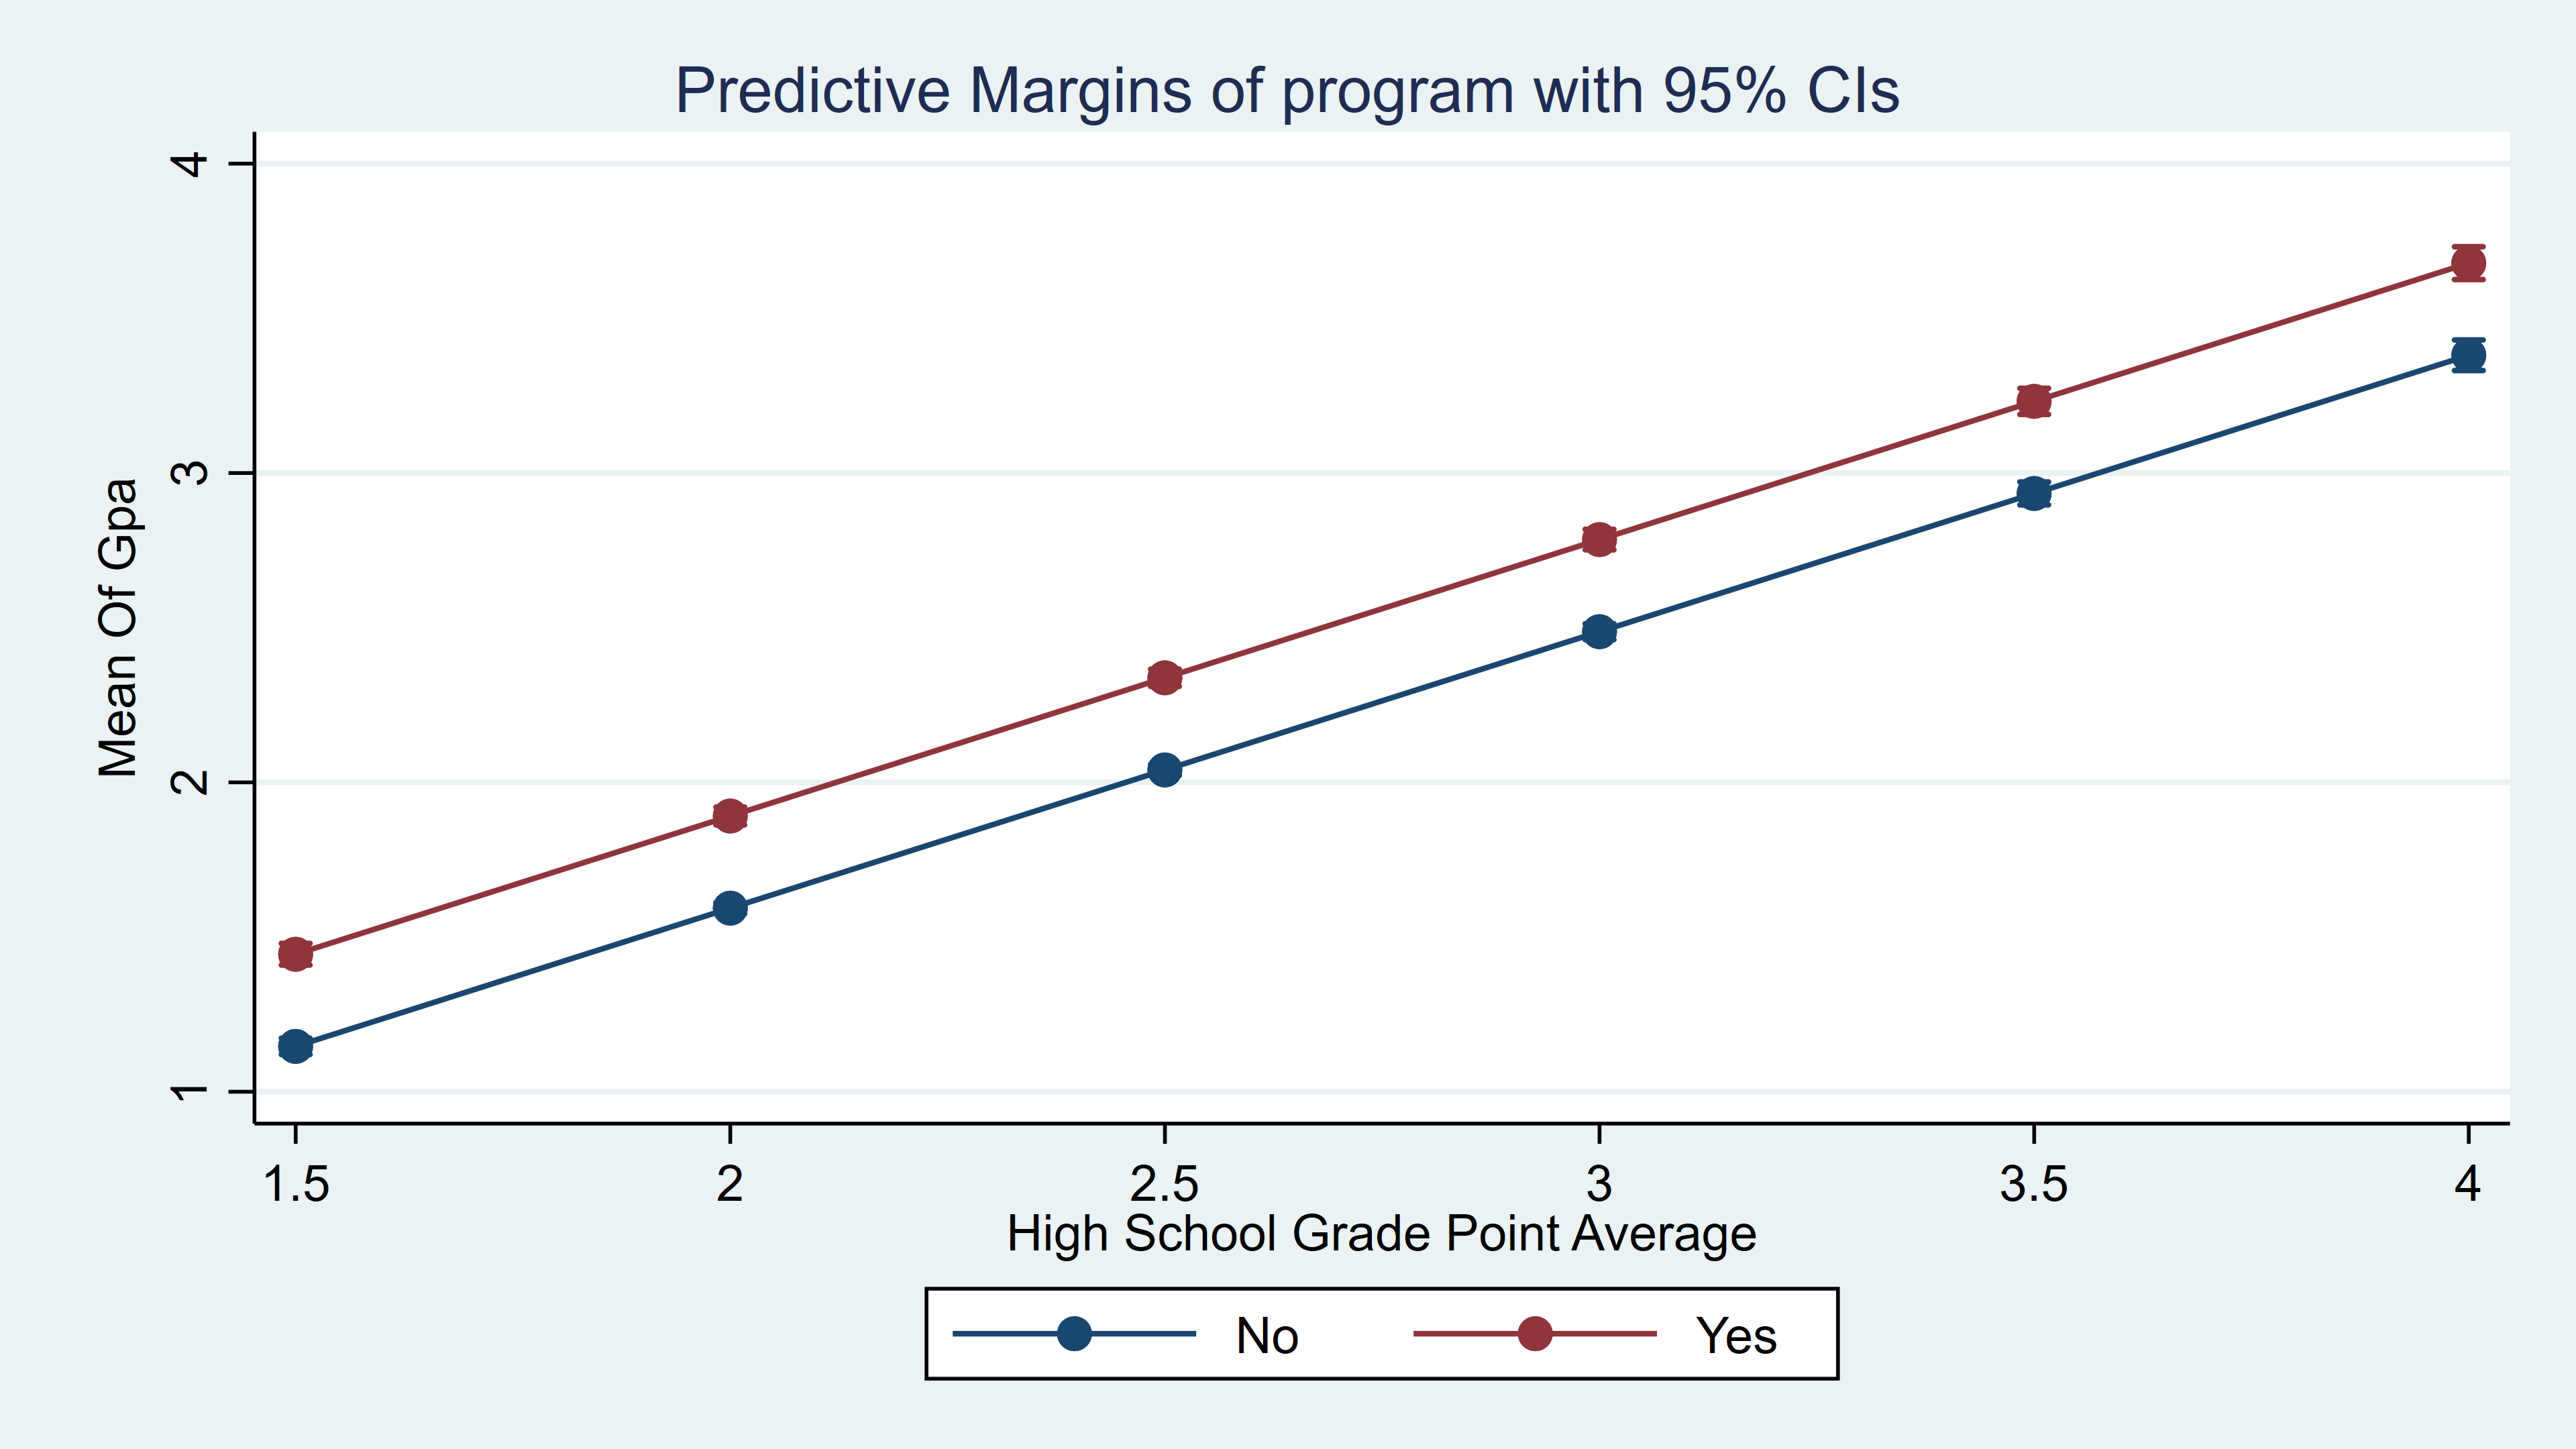 Predictive Margins of program with 95% CIs
Mean Of Gpa
4
3
2
1
1.5 2 2.5 3 3.5 4
High School Grade Point Average
No Yes